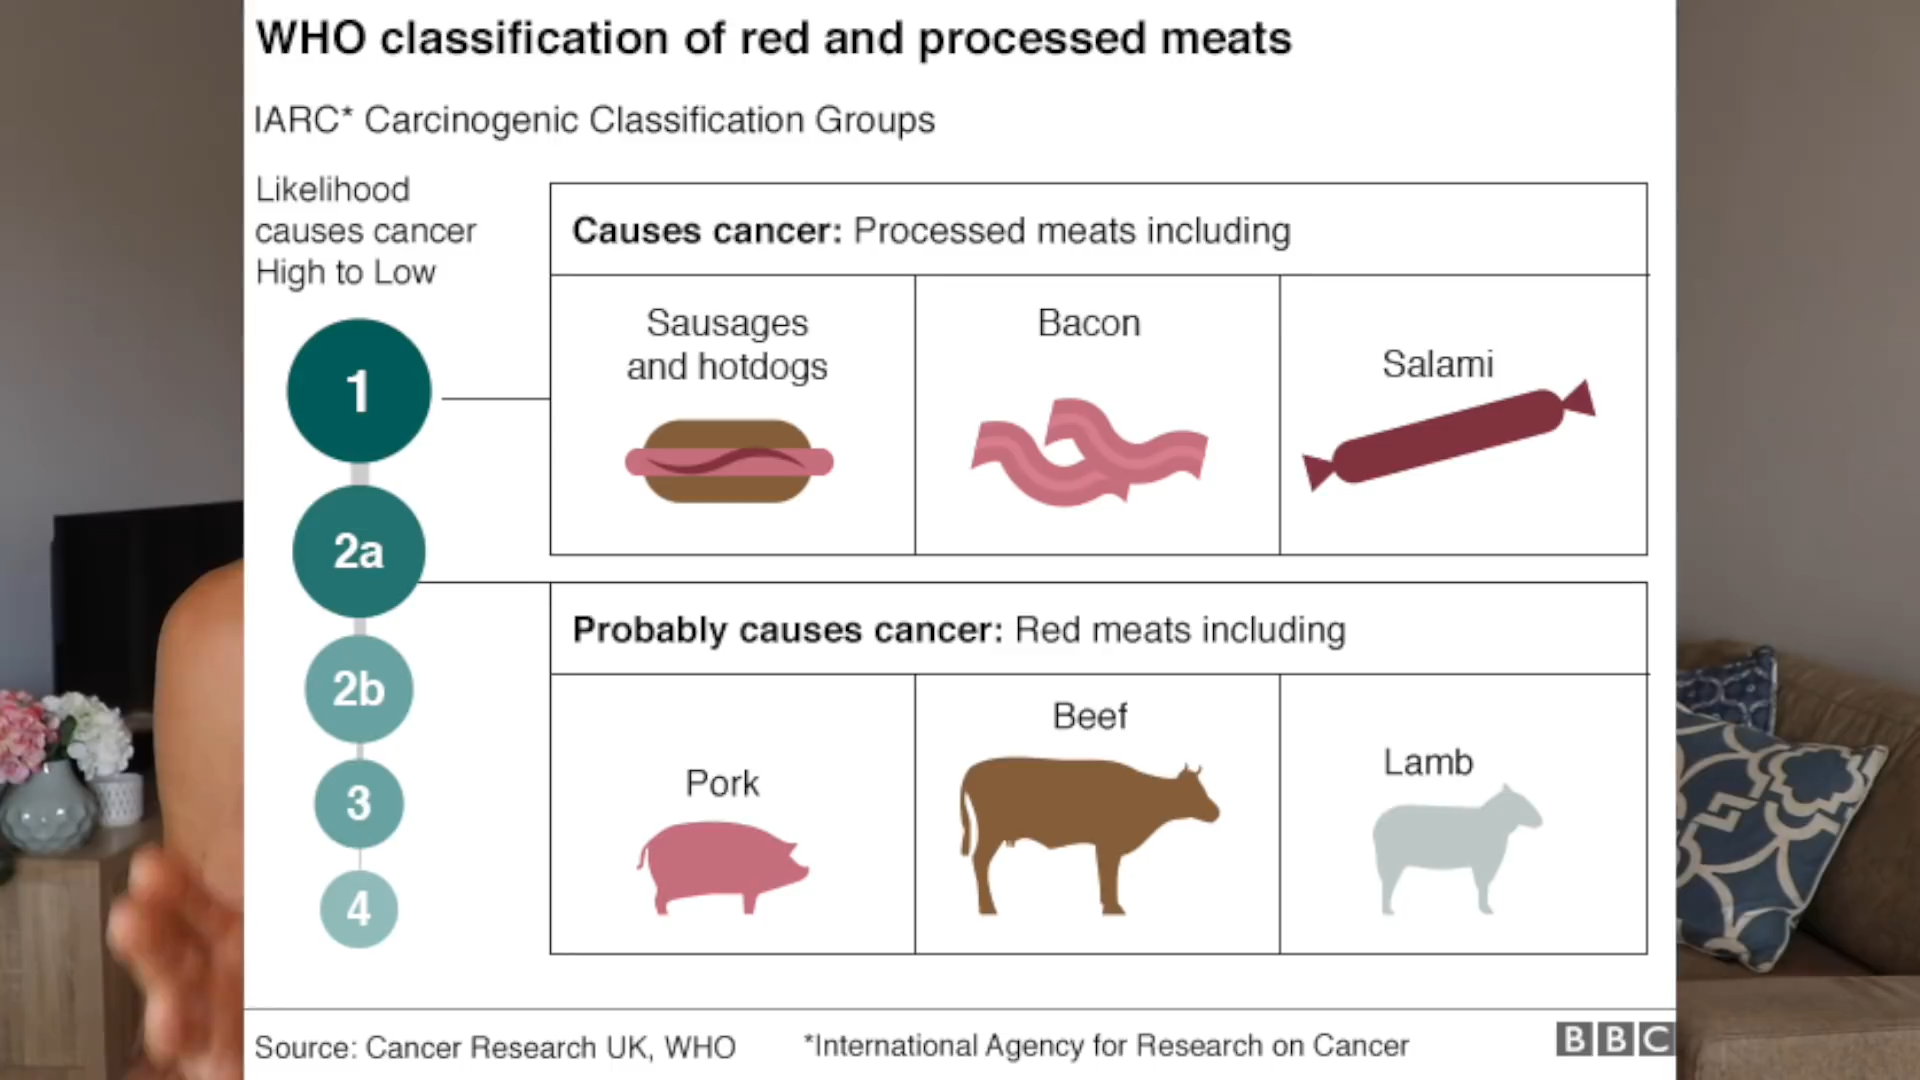 WHO classification of red and processed meats
IARC* Carcinogenic Classification Groups
Likelihood
causes cancer
High to Low
1
2a
2b
3
4
Causes cancer: Processed meats including
Sausages
and hotdogs
Bacon
Salami
Probably causes cancer: Red meats including
Pork
Beef
Lamb
Source: Cancer Research UK, WHO
*International Agency for Research on Cancer
BBC